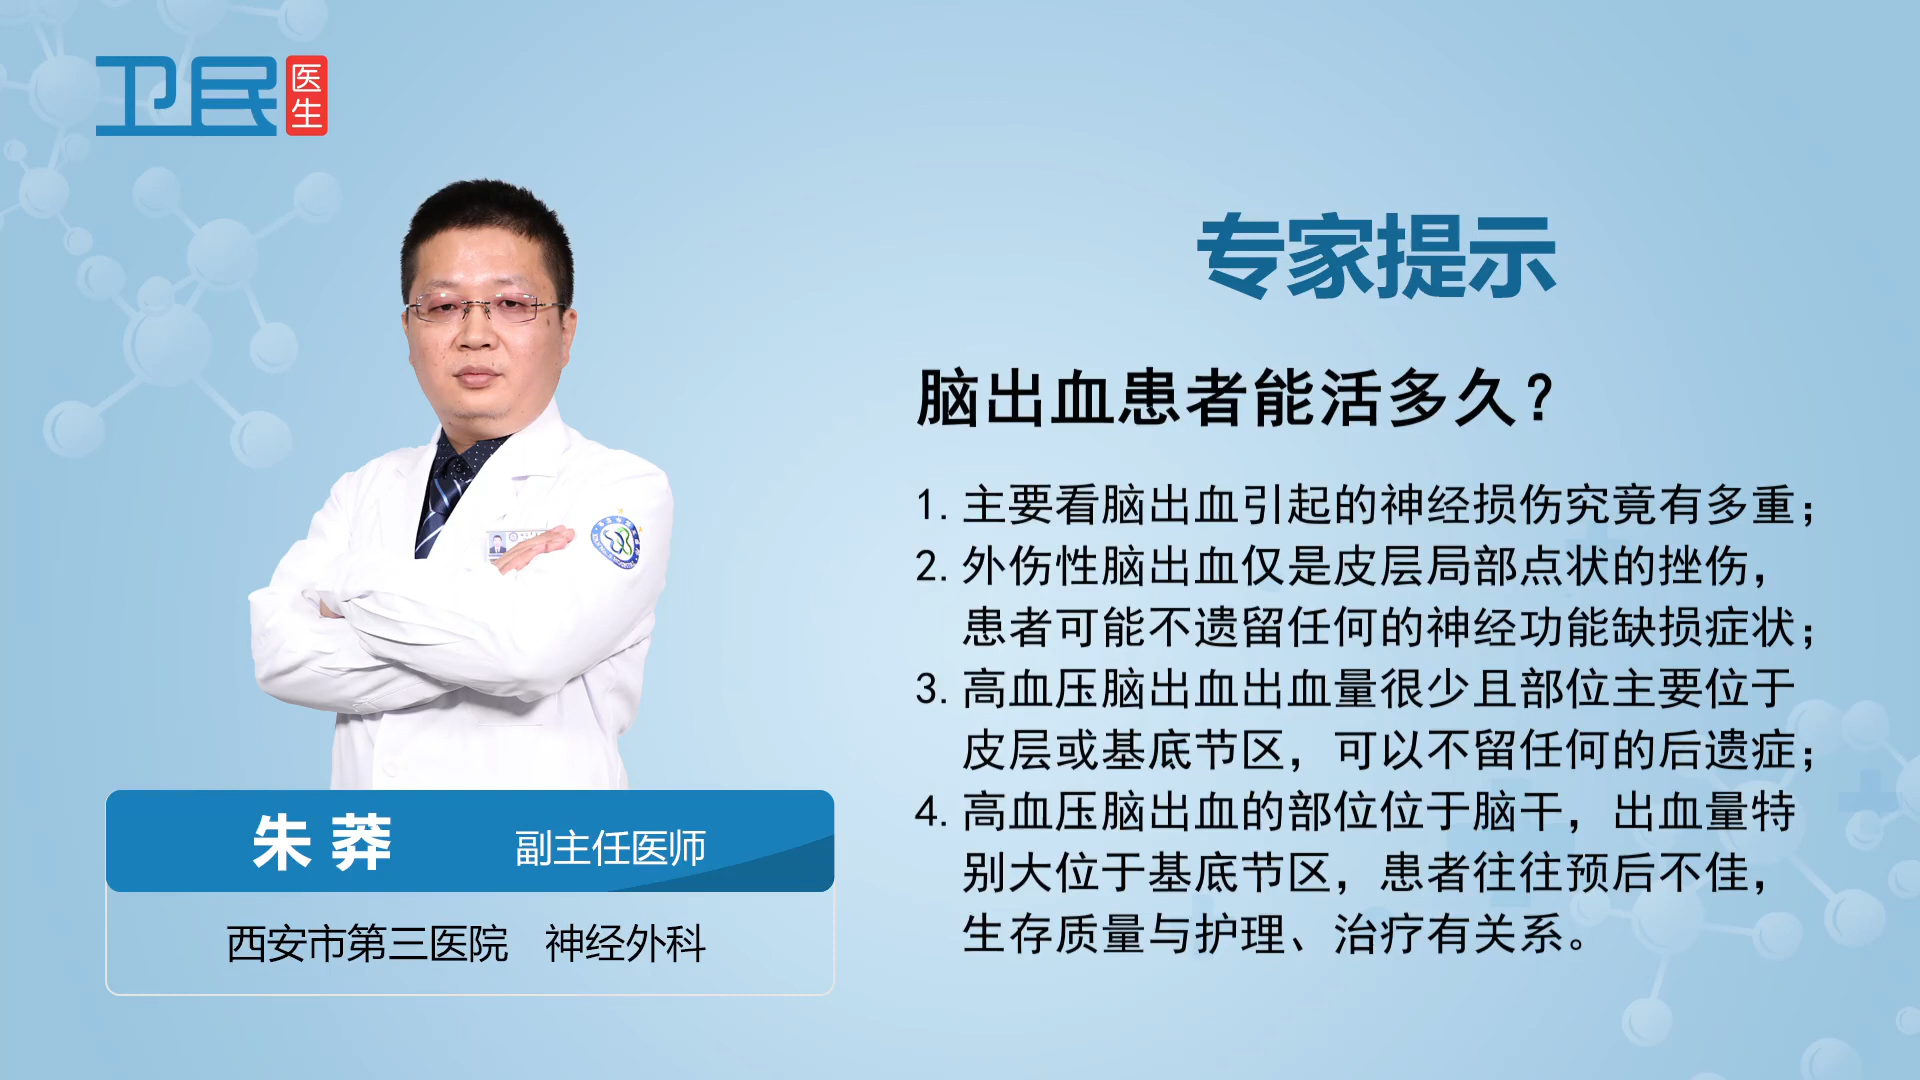 卫民医生
专家提示
脑出血患者能活多久？
1.主要看脑出血引起的神经损伤究竟有多重；
2.外伤性脑出血仅是皮层局部点状的挫伤，
患者可能不遗留任何的神经功能缺损症状；
3.高血压脑出血出血量很少且部位主要位于
皮层或基底节区，可以不留任何的后遗症；
4.高血压脑出血的部位位于脑干，出血量特
别大位于基底节区，患者往往预后不佳，
生存质量与护理、治疗有关系。
朱莽 副主任医师
西安市第三医院 神经外科